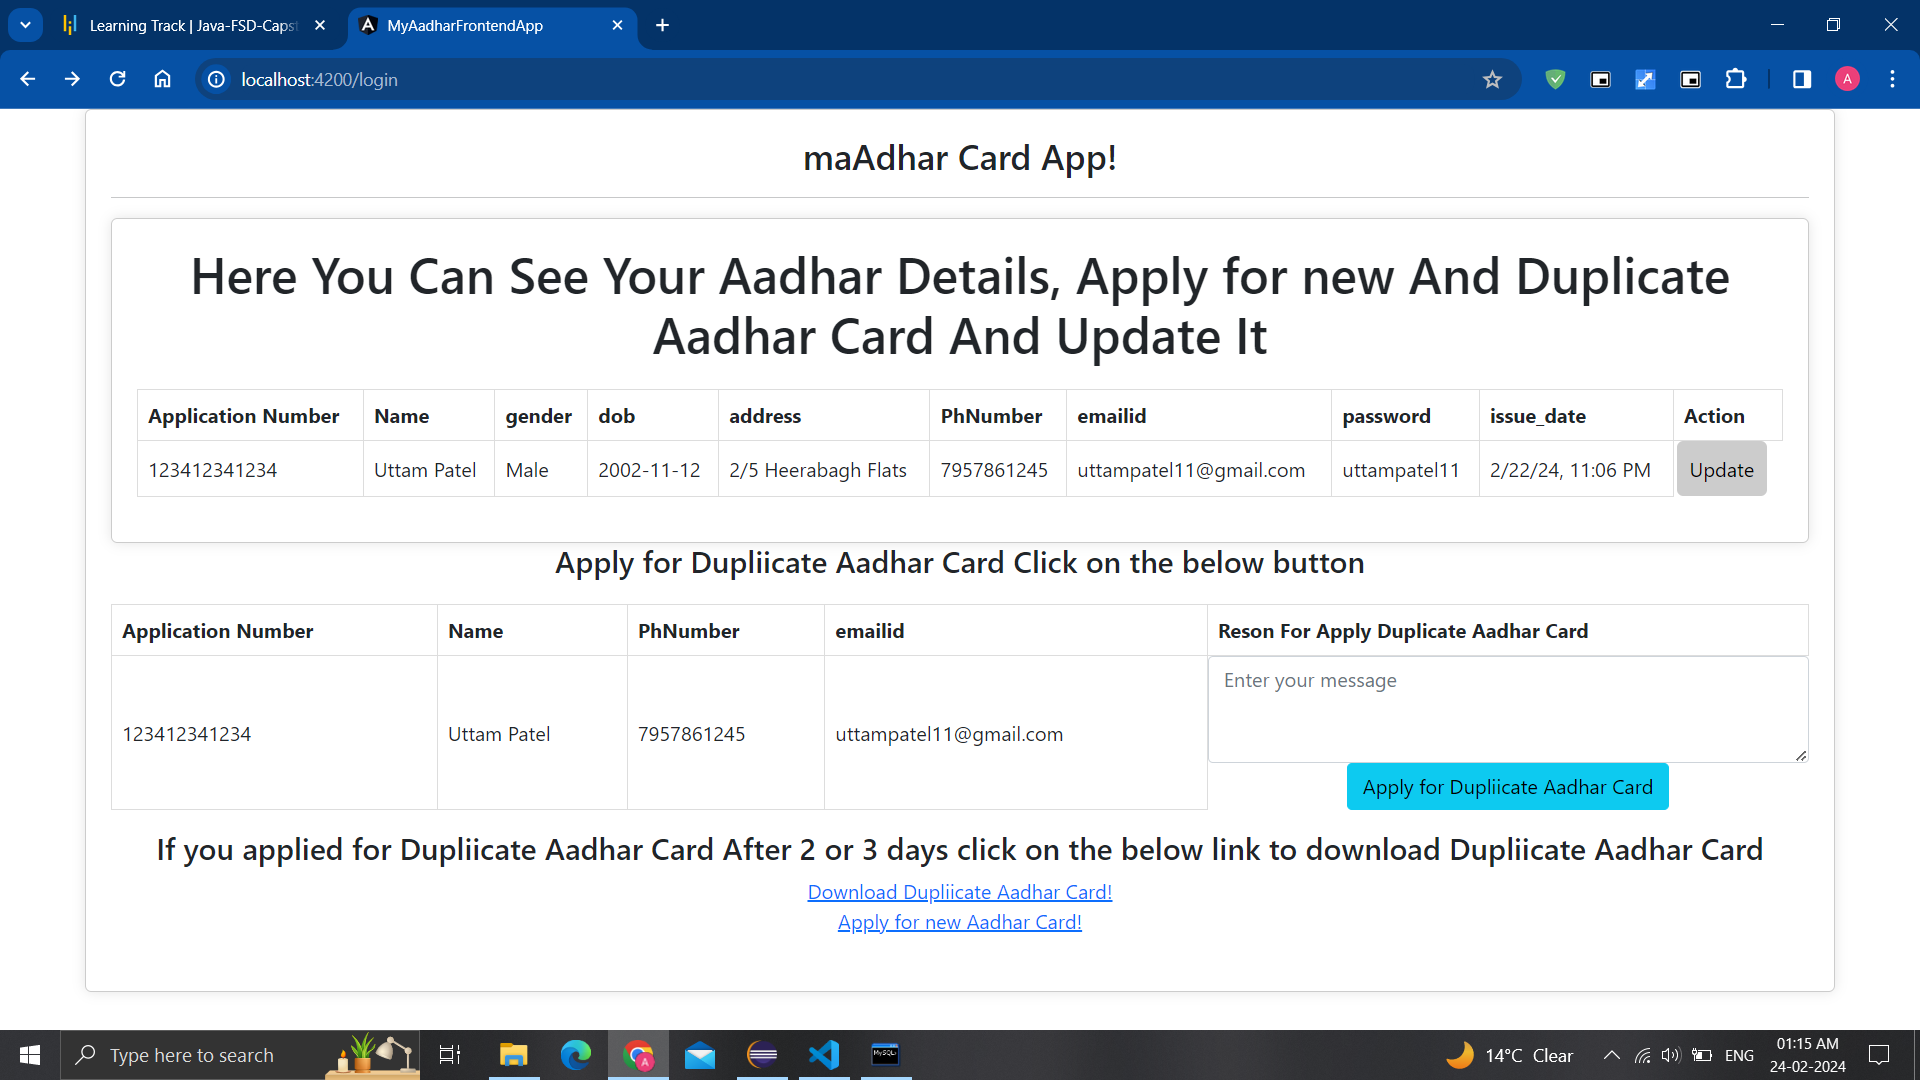 Learning Track | Java-FSD-Capst
MyAadharFrontendApp
localhost:4200/login
A
maAdhar Card App!
Here You Can See Your Aadhar Details, Apply for new And Duplicate
Aadhar Card And Update It
Application Number Name gender dob address PhNumber emailid password issue_date Action
123412341234 Uttam Patel Male 2002-11-12 2/5 Heerabagh Flats 7957861245 uttampatel11@gmail.com uttampatel11 2/22/24, 11:06 PM Update
Apply for Dupliicate Aadhar Card Click on the below button
Application Number Name PhNumber emailid Reson For Apply Duplicate Aadhar Card
Enter your message
123412341234 Uttam Patel 7957861245 uttampatel11@gmail.com
Apply for Dupliicate Aadhar Card
If you applied for Dupliicate Aadhar Card After 2 or 3 days click on the below link to download Dupliicate Aadhar Card
Download Dupliicate Aadhar Card!
Apply for new Aadhar Card!
Type here to search
A
MySQL
14°C Clear
ENG
01:15 AM
24-02-2024